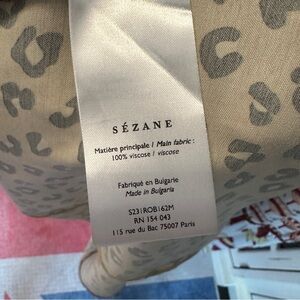 SÉZANE
Matière principale / Main fabric :
100% viscose / viscose
Fabriqué en Bulgarie
Made in Bulgaria
S231ROB162M
RN 154 043
115 rue du Bac 75007 Paris